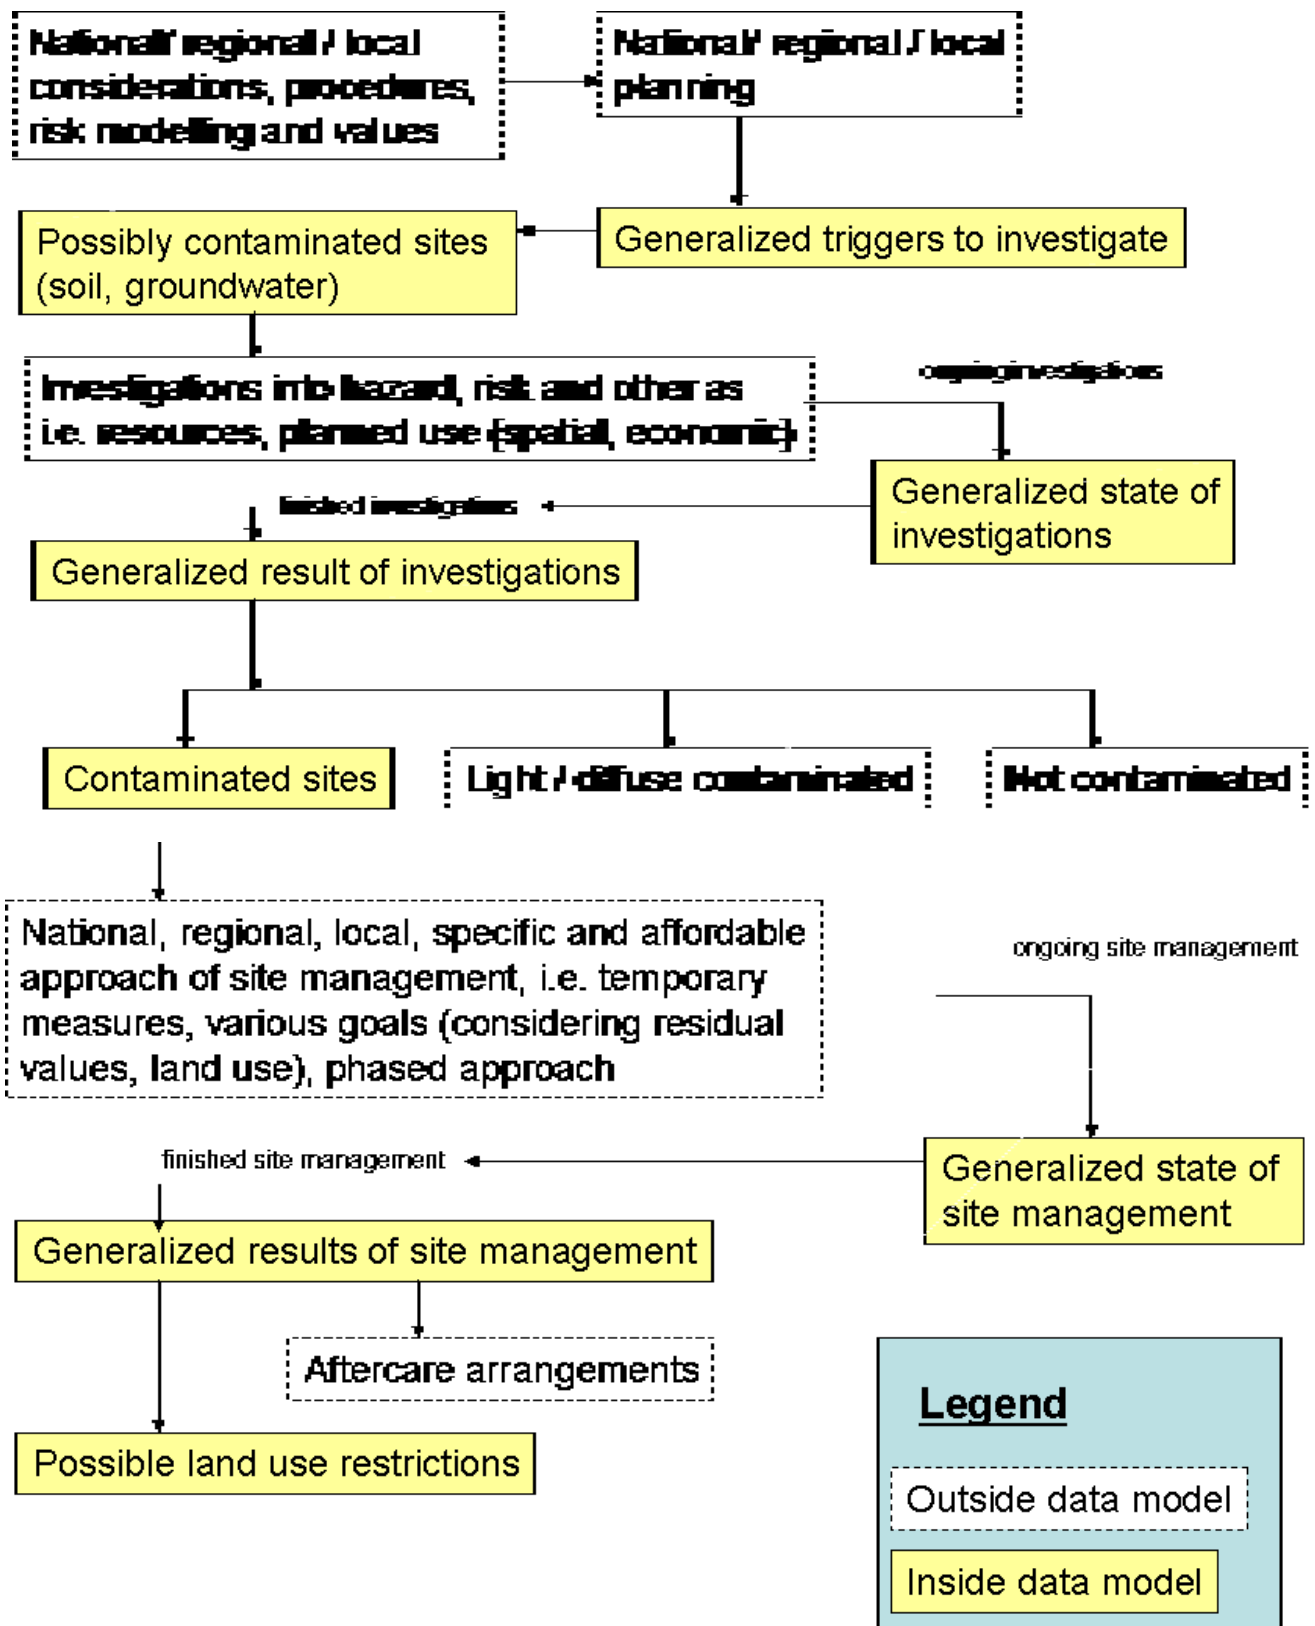 National/ regional / local
considerations, procedures,
risk modelling and values
National/ regional / local
planning
Possibly contaminated sites
(soil, groundwater)
Generalized triggers to investigate
Investigations into hazard, risk and other as
i.e. resources, planned use (spatial, economic)
ongoing investigations
finished investigations
Generalized state of
investigations
Generalized result of investigations
Contaminated sites
Light / diffuse contaminated
Not contaminated
National, regional, local, specific and affordable
approach of site management, i.e. temporary
measures, various goals (considering residual
values, land use), phased approach
ongoing site management
finished site management
Generalized state of
site management
Generalized results of site management
Aftercare arrangements
Possible land use restrictions
Legend
Outside data model
Inside data model